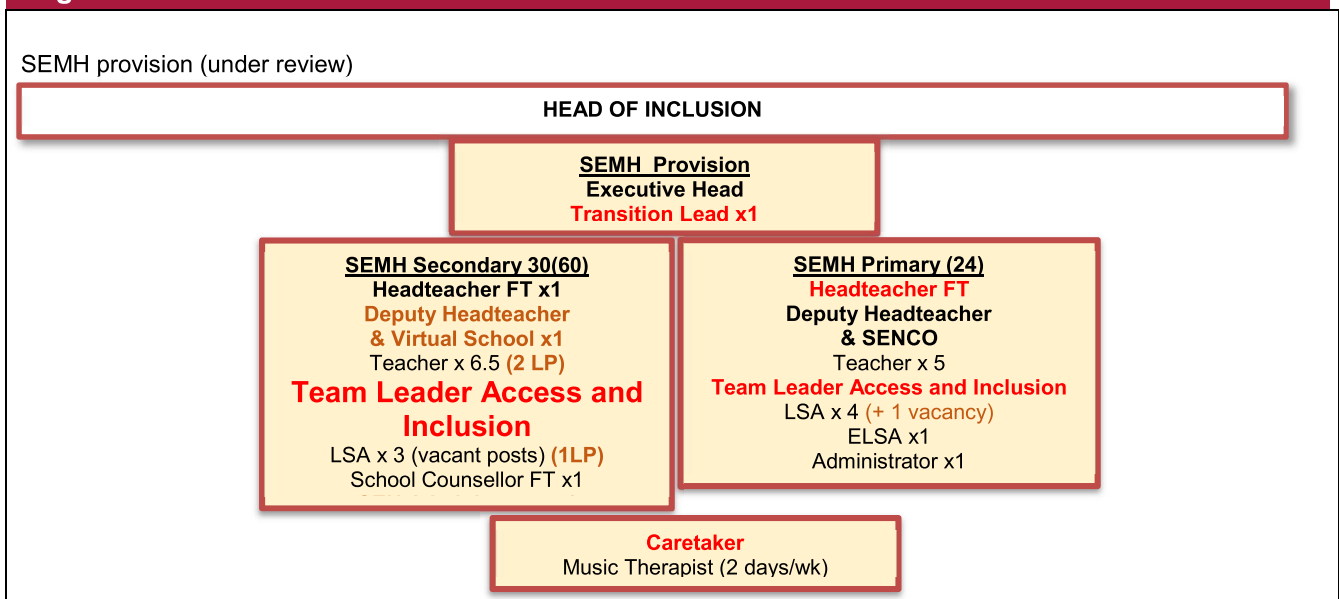 SEMH provision (under review)
HEAD OF INCLUSION
SEMH  Provision
Executive Head
Transition Lead x1
SEMH Secondary 30(60)
Headteacher FT x1
Deputy Headteacher
& Virtual School x1
Teacher x 6.5 (2 LP)
Team Leader Access and
Inclusion
LSA x 3 (vacant posts) (1LP)
School Counsellor FT x1
SEMH Primary (24)
Headteacher FT
Deputy Headteacher
& SENCO
Teacher x 5
Team Leader Access and Inclusion
LSA x 4 (+ 1 vacancy)
ELSA x1
Administrator x1
Caretaker
Music Therapist (2 days/wk)